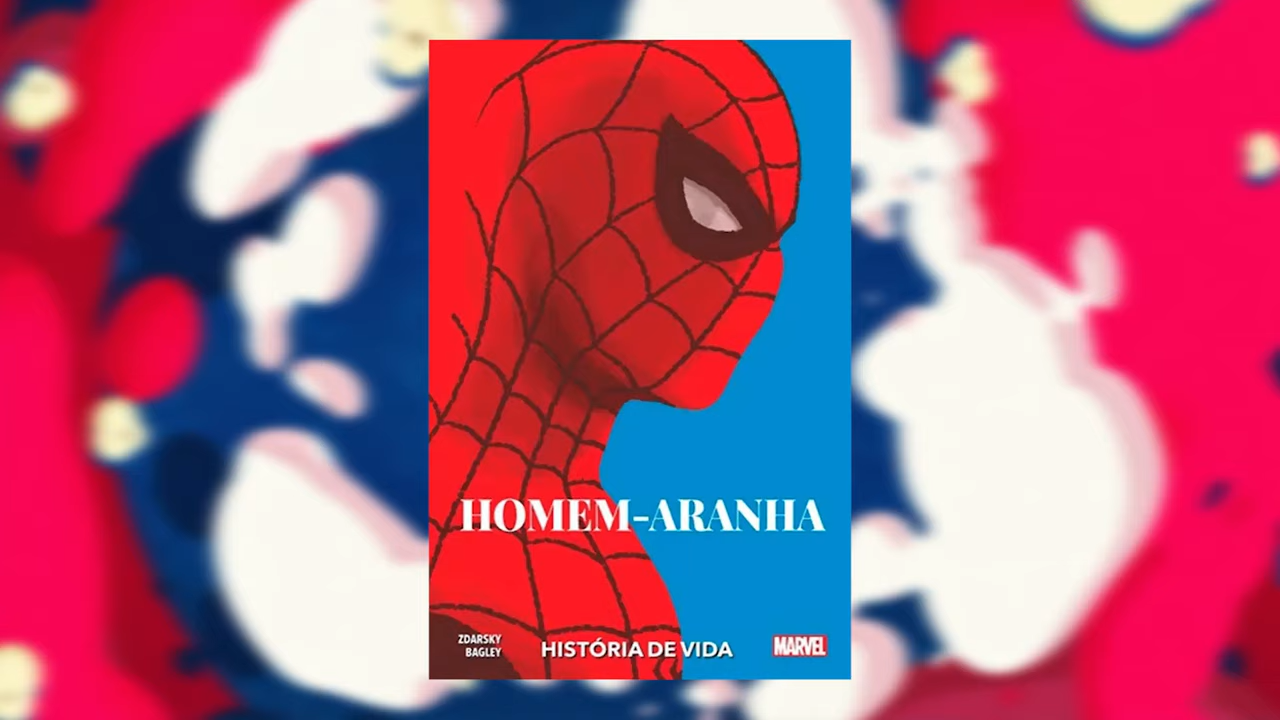 HOMEM-ARANHA
ZDARSKY
BAGLEY
HISTÓRIA DE VIDA
MARVEL